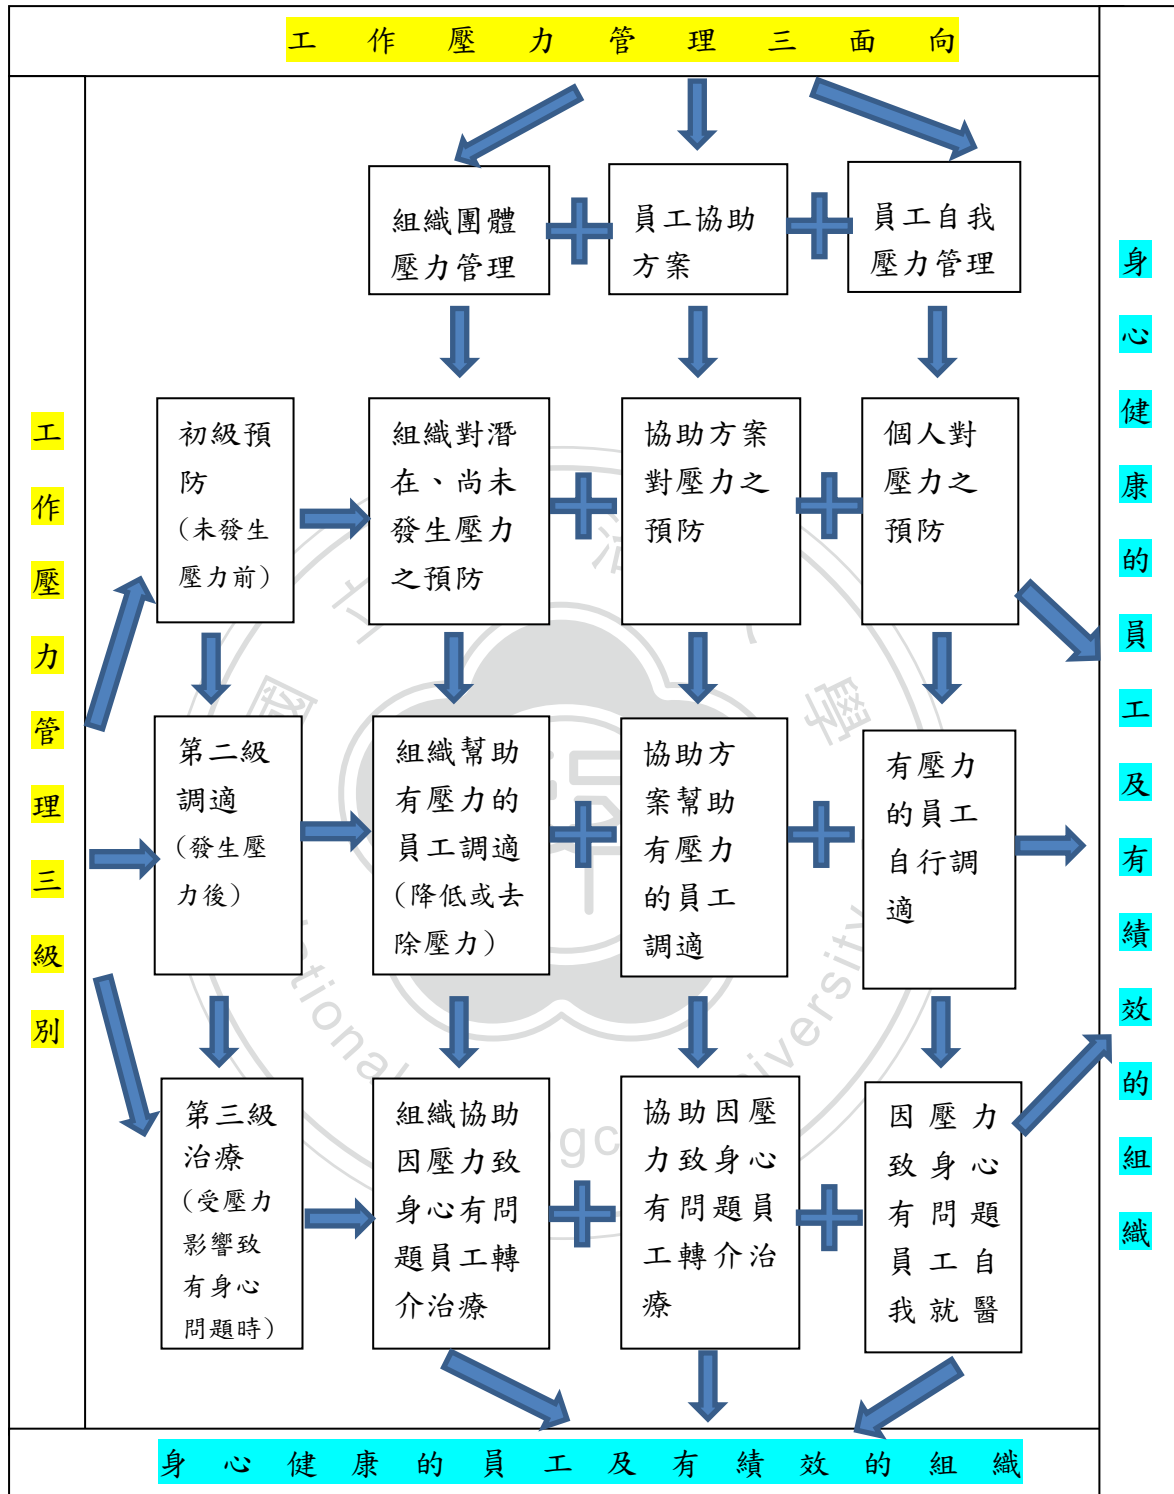 工作壓力管理三面向
組織團體
壓力管理
員工協助
方案
員工自我
壓力管理
工作壓力管理三級別
初級預
防
(未發生
壓力前)
組織對潛
在、尚未
發生壓力
之預防
協助方案
對壓力之
預防
個人對
壓力之
預防
第二級
調適
(發生壓
力後)
組織幫助
有壓力的
員工調適
(降低或去
除壓力)
協助方
案幫助
有壓力
的員工
調適
有壓力
的員工
自行調
適
第三級
治療
(受壓力
影響致
有身心
問題時)
組織協助
因壓力致
身心有問
題員工轉
介治療
協助因壓
力致身心
有問題員
工轉介治
療
因壓力
致身心
有問題
員工自
我就醫
身心健康的員工及有績效的組織
身心健康的員工及有績效的組織